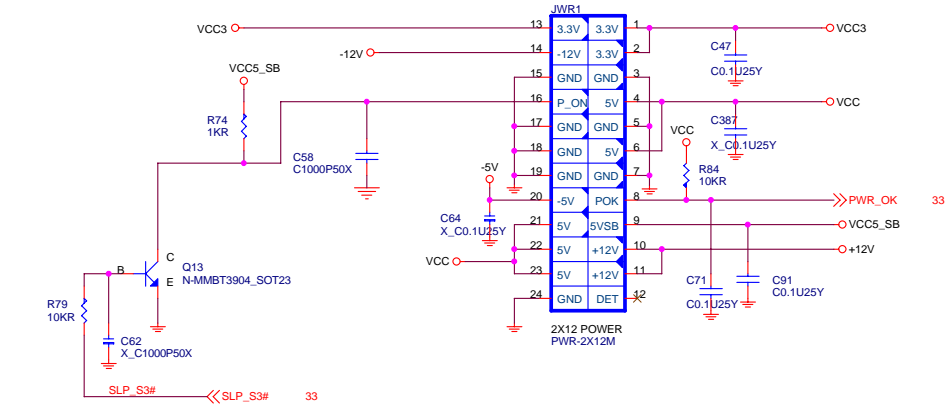 JWR1
VCC3 13 3.3V 3.3V 1 VCC3
-12V 14 -12V 3.3V 2
C47
C0.1U25Y
VCC5_SB
15 GND GND 3
16 P_ON 5V 4 VCC
R74
1KR
17 GND GND 5
C387
X_C0.1U25Y
VCC
C58
C1000P50X
18 GND 5V 6
-5V
19 GND GND 7
R84
10KR
20 -5V POK 8 PWR_OK 33
C64
X_C0.1U25Y
21 5V 5VSB 9 VCC5_SB
22 5V +12V 10 +12V
VCC
23 5V +12V 11
24 GND DET 12
C71
C0.1U25Y
C91
C0.1U25Y
2X12 POWER
PWR-2X12M
C
B
E
Q13
N-MMBT3904_SOT23
R79
10KR
C62
X_C1000P50X
SLP_S3# SLP_S3# 33